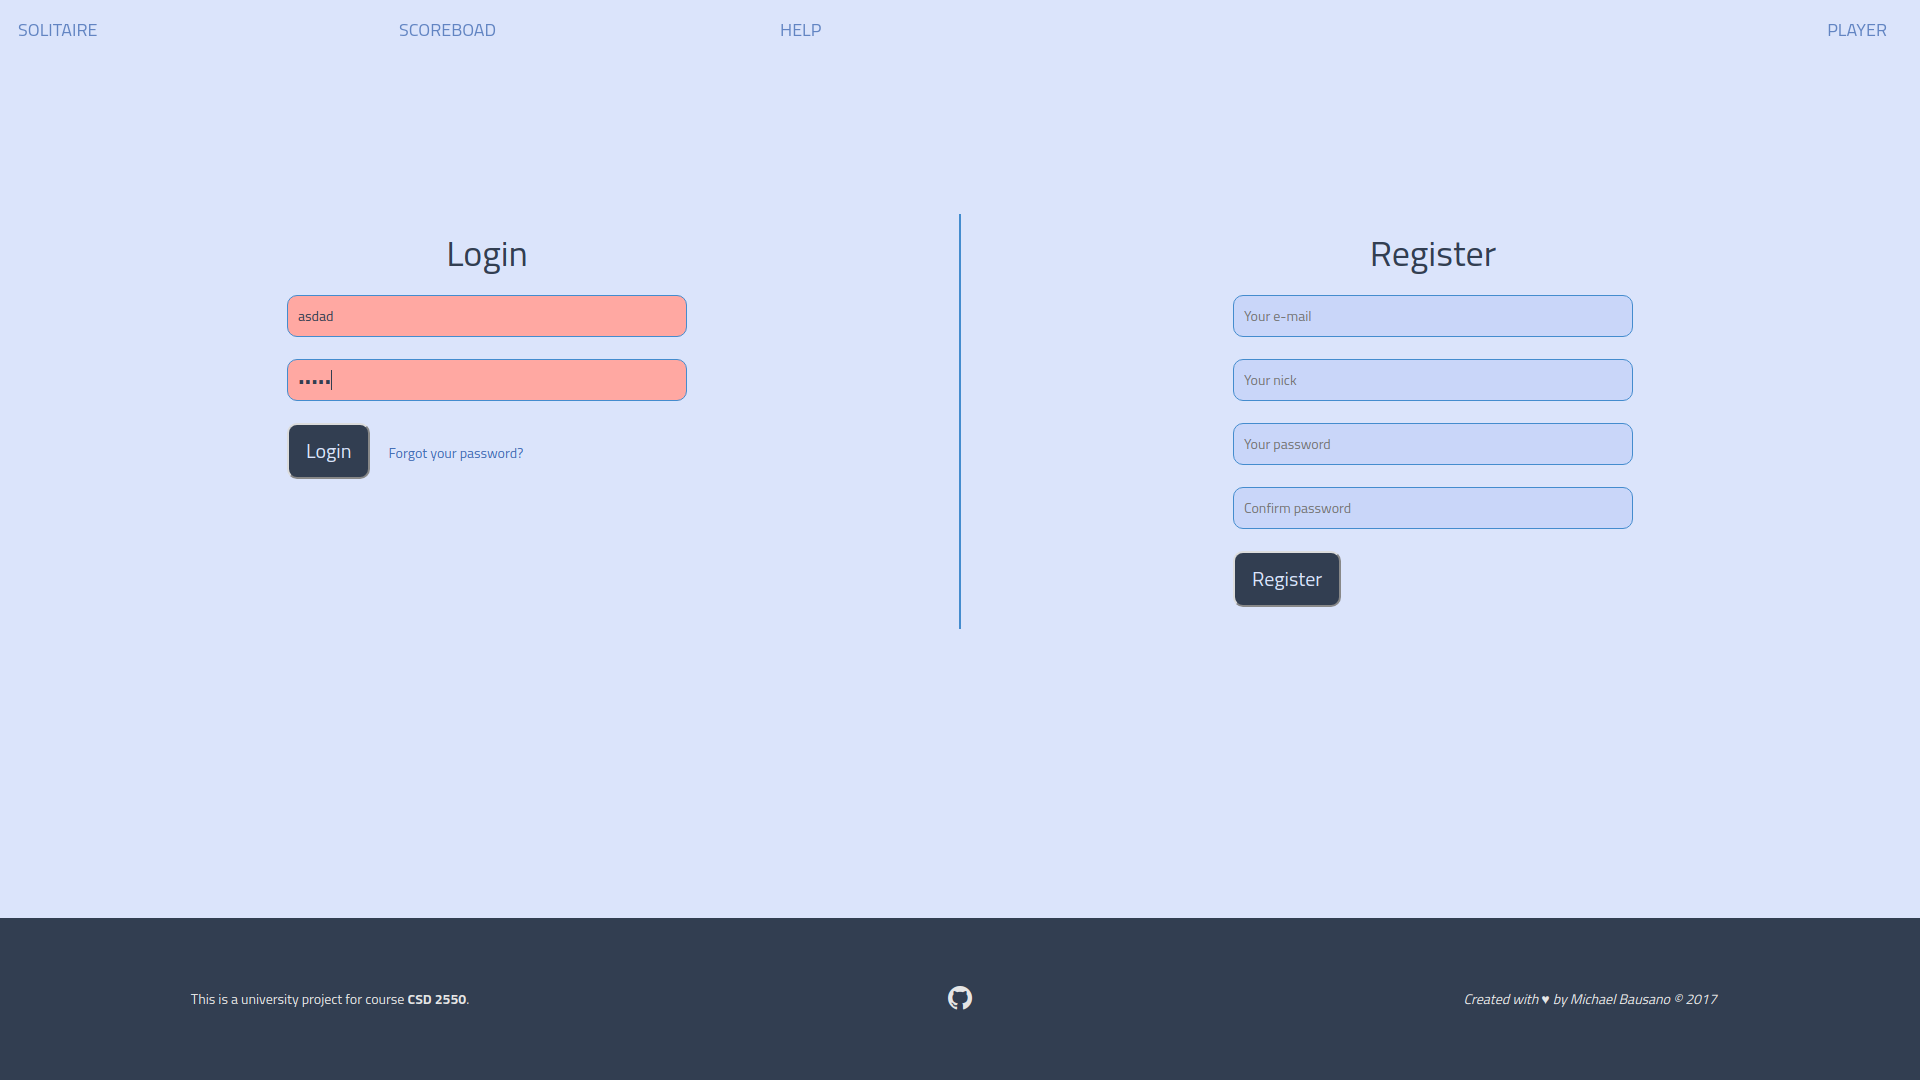 SOLITAIRE SCOREBOAD HELP PLAYER
Login
asdad
Login
Forgot your password?
Register
Your e-mail
Your nick
Your password
Confirm password
Register
This is a university project for course CSD 2550.
Created with ♥ by Michael Bausano © 2017